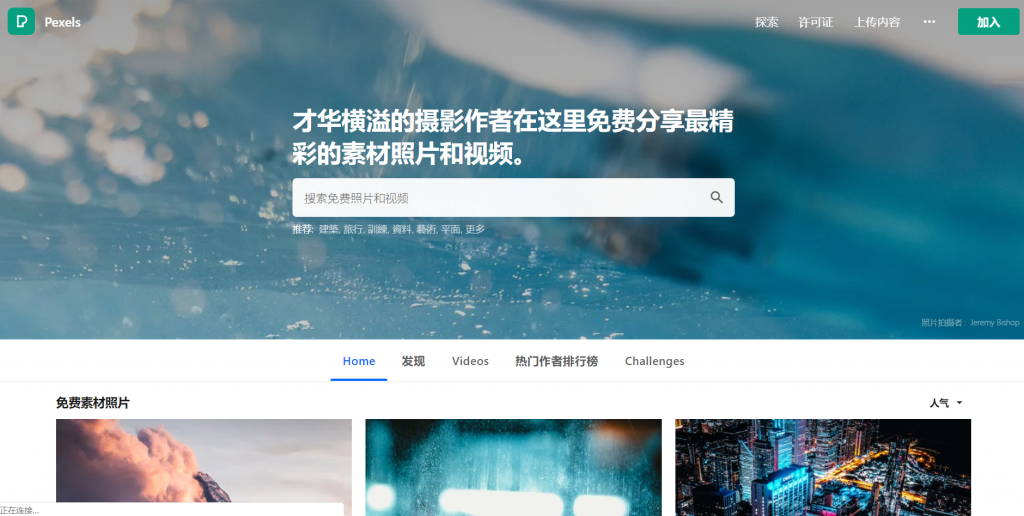 Pexels
探索
许可证
上传内容
加入
才华横溢的摄影作者在这里免费分享最精
彩的素材照片和视频。
搜索免费照片和视频
推荐: 建築, 旅行, 訓練, 資料, 藝術, 平面, 更多
照片拍摄者: Jeremy Bishop
Home
发现
Videos
热门作者排行榜
Challenges
免费素材照片
人气
正在连接...